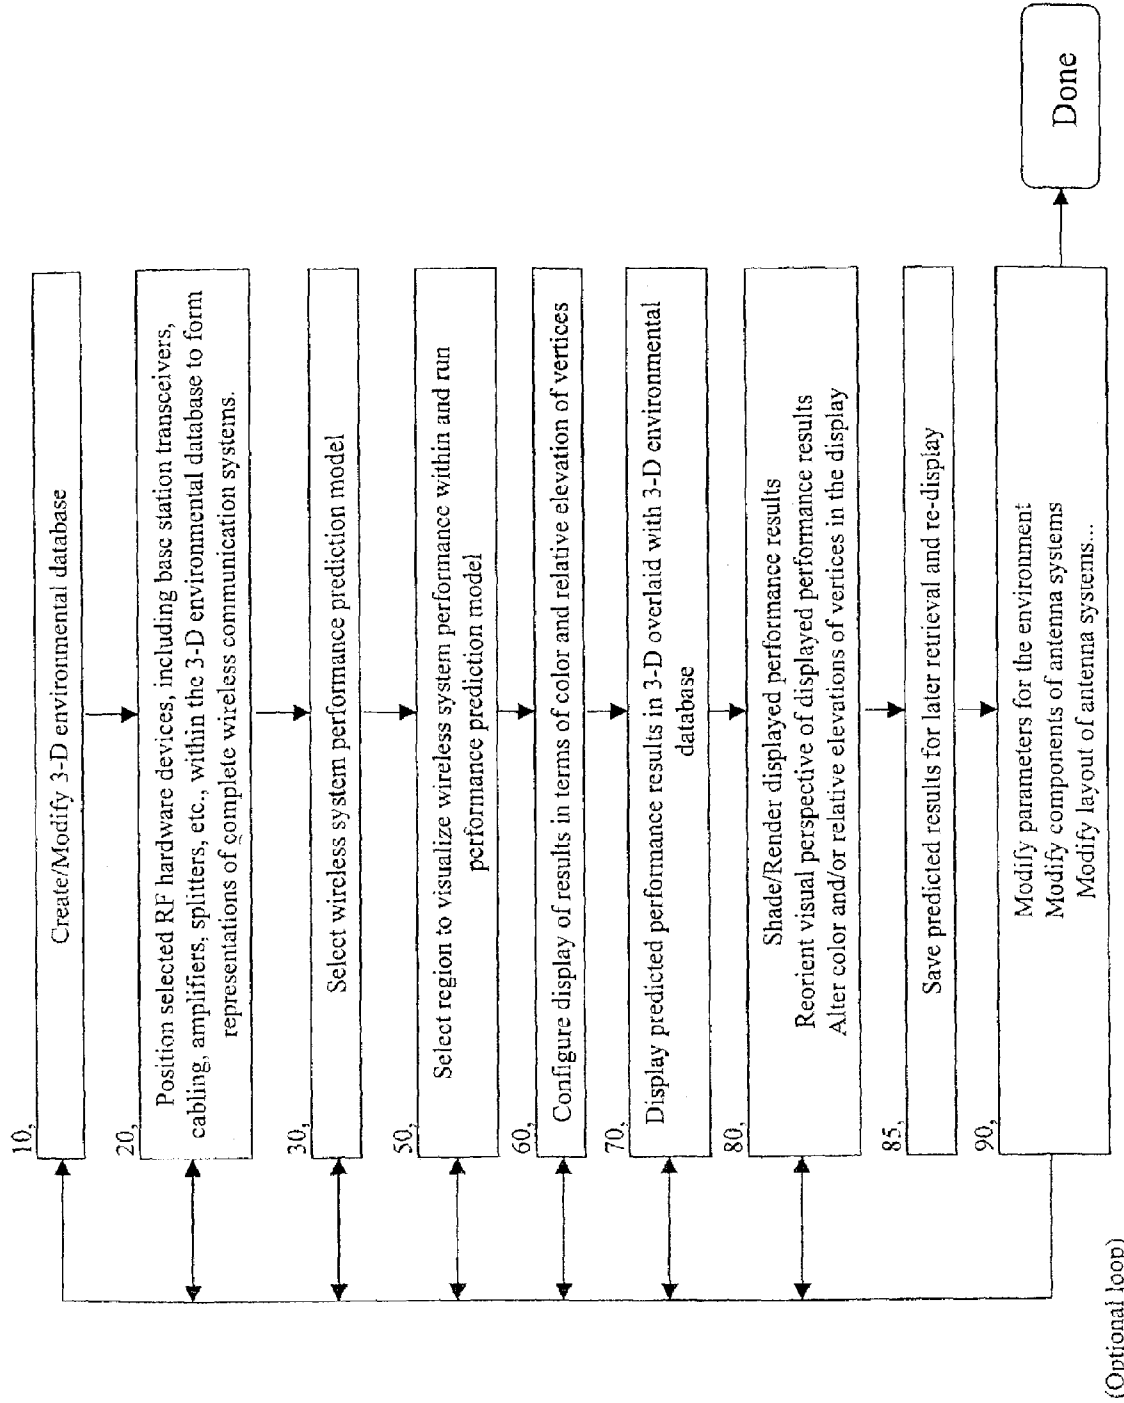 10,
Create/Modify 3-D environmental database
20,
Position selected RF hardware devices, including base station transceivers,
cabling, amplifiers, splitters, etc., within the 3-D environmental database to form
representations of complete wireless communication systems.
30,
Select wireless system performance prediction model
50,
Select region to visualize wireless system performance within and run
performance prediction model
60,
Configure display of results in terms of color and relative elevation of vertices
70,
Display predicted performance results in 3-D overlaid with 3-D environmental
database
80,
Shade/Render displayed performance results
Reorient visual perspective of displayed performance results
Alter color and/or relative elevations of vertices in the display
85,
Save predicted results for later retrieval and re-display
90,
Modify parameters for the environment
Modify components of antenna systems
Modify layout of antenna systems...
Done
(Optional loop)